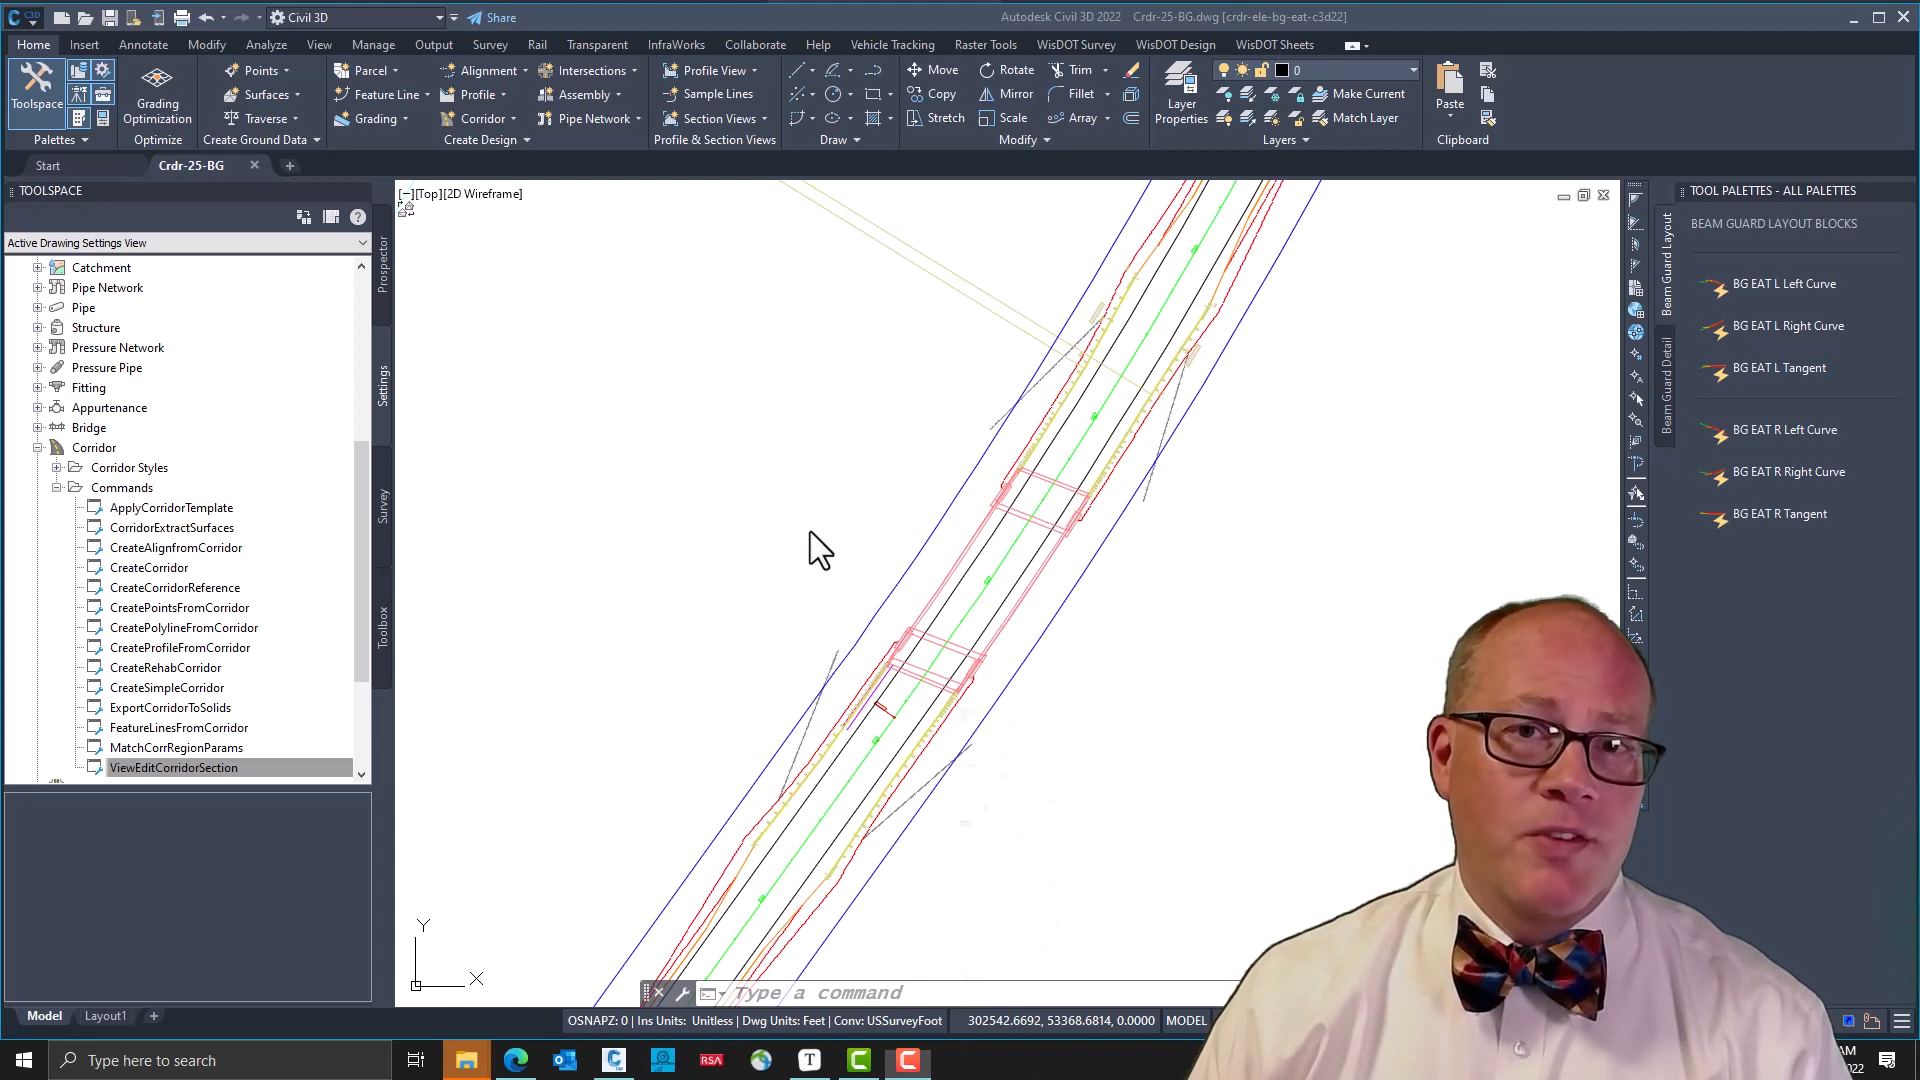 C3D
Civil 3D
Share
Autodesk Civil 3D 2022 Crdr-25-BG.dwg [crdr-ele-bg-eat-c3d22]
Home Insert Annotate Modify Analyze View Manage Output Survey Rail Transparent InfraWorks Collaborate Help Vehicle Tracking Raster Tools WisDOT Survey WisDOT Design WisDOT Sheets
Toolspace
Palettes
Grading
Optimization
Optimize
Points
Surfaces
Traverse
Create Ground Data
Parcel
Feature Line
Grading
Alignment
Profile
Corridor
Intersections
Assembly
Pipe Network
Create Design
Profile View
Sample Lines
Section Views
Profile & Section Views
Draw
Move
Copy
Stretch
Rotate
Mirror
Scale
Trim
Fillet
Array
Modify
Layer
Properties
0
Make Current
Match Layer
Layers
Paste
Clipboard
Start
Crdr-25-BG
TOOLSPACE
Active Drawing Settings View
Catchment
Pipe Network
Pipe
Structure
Pressure Network
Pressure Pipe
Fitting
Appurtenance
Bridge
Corridor
Corridor Styles
Commands
ApplyCorridorTemplate
CorridorExtractSurfaces
CreateAlignfromCorridor
CreateCorridor
CreateCorridorReference
CreatePointsFromCorridor
CreatePolylineFromCorridor
CreateProfileFromCorridor
CreateRehabCorridor
CreateSimpleCorridor
ExportCorridorToSolids
FeatureLinesFromCorridor
MatchCorrRegionParams
ViewEditCorridorSection
Prospector
Settings
Survey
Toolbox
[−][Top][2D Wireframe]
Y
X
Type a command
TOOL PALETTES - ALL PALETTES
Beam Guard Layout
Beam Guard Detail
BEAM GUARD LAYOUT BLOCKS
BG EAT L Left Curve
BG EAT L Right Curve
BG EAT L Tangent
BG EAT R Left Curve
BG EAT R Right Curve
BG EAT R Tangent
Model Layout1
OSNAPZ: 0 | Ins Units: Unitless | Dwg Units: Feet | Conv: USSurveyFoot
302542.6692, 53368.6814, 0.0000
MODEL
Type here to search
RSA
T
C
C
AM